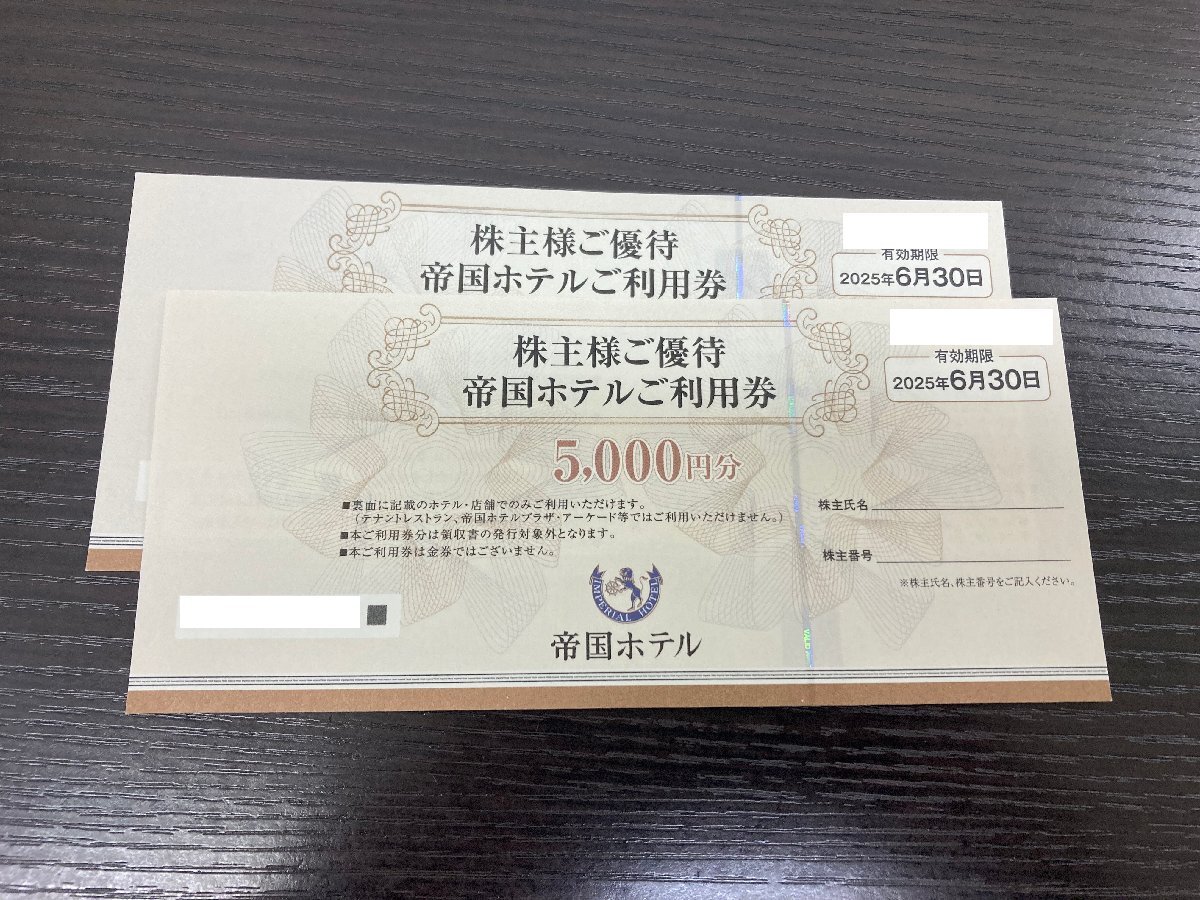 株主様ご優待
帝国ホテルご利用券
有効期限
2025年6月30日
株主様ご優待
帝国ホテルご利用券
有効期限
2025年6月30日
5,000円分
■裏面に記載のホテル・店舗でのみご利用いただけます。
（テナントレストラン、帝国ホテルプラザ・アーケード等ではご利用いただけません。）
■本ご利用券分は領収書の発行対象外となります。
■本ご利用券は金券ではございません。
株主氏名
株主番号
※株主氏名、株主番号をご記入ください。
IMPERIAL HOTEL
帝国ホテル
VALID